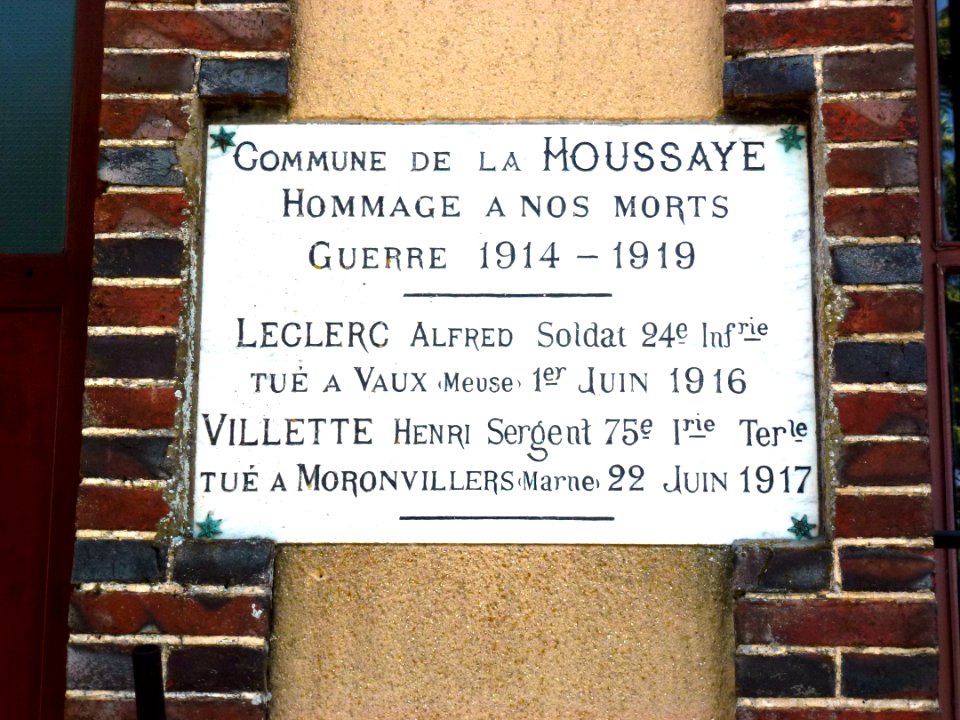 COMMUNE DE LA HOUSSAYE
HOMMAGE A NOS MORTS
GUERRE 1914 – 1919
LECLERC ALFRED Soldat 24e Infrie
TUÉ A VAUX (Meuse) 1er JUIN 1916
VILLETTE HENRI Sergent 75e Irie Terle
TUÉ A MORONVILLERS (Marne) 22 JUIN 1917